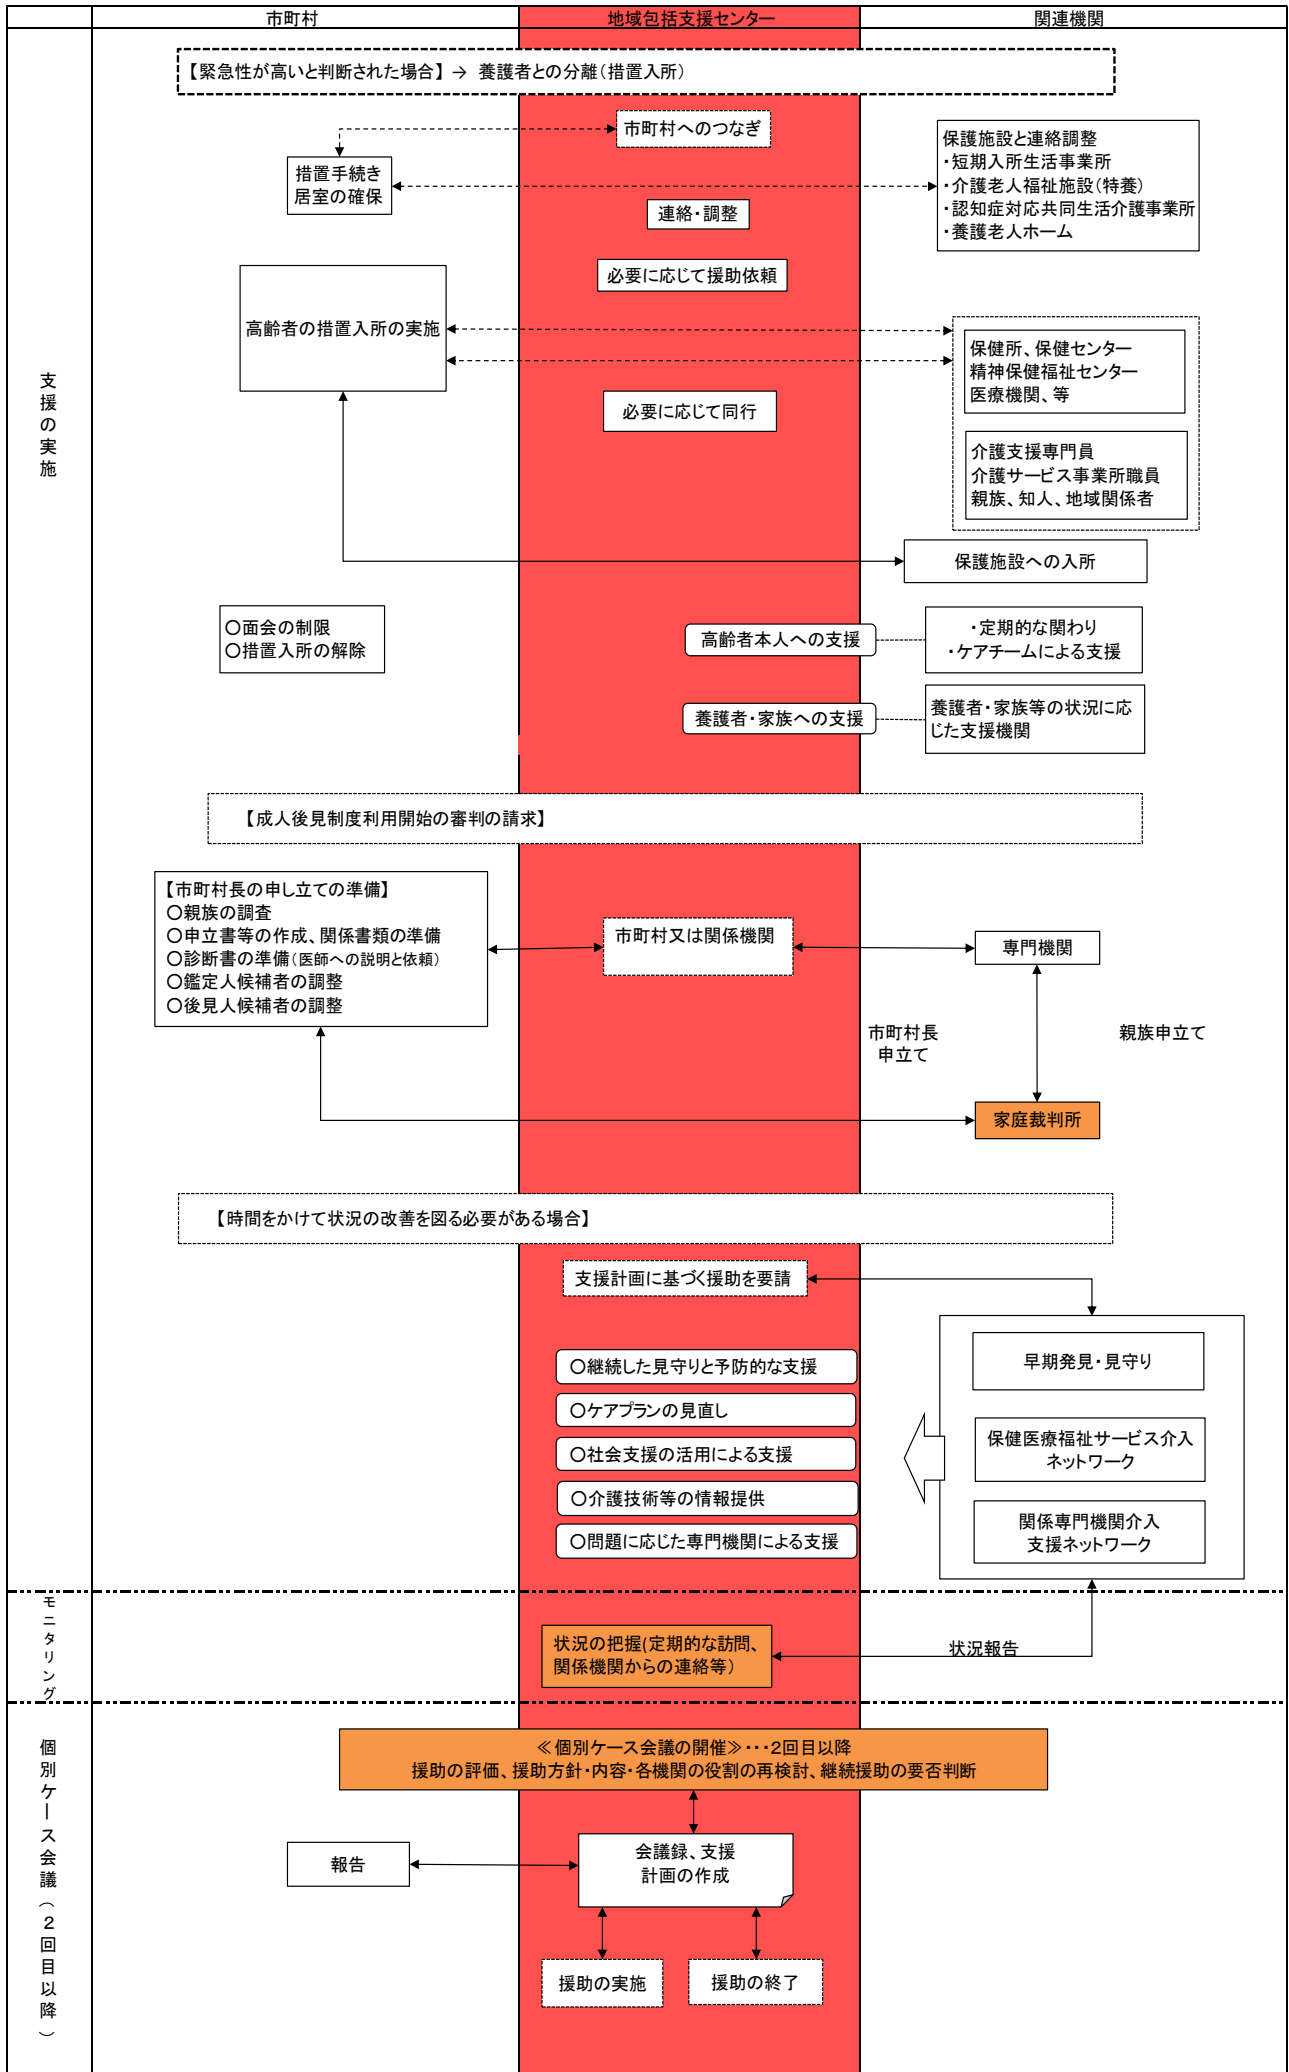 市町村
地域包括支援センター
関連機関
支援の実施
【緊急性が高いと判断された場合】 → 養護者との分離（措置入所）
市町村へのつなぎ
措置手続き
居室の確保
保護施設と連絡調整
・短期入所生活事業所
・介護老人福祉施設（特養）
・認知症対応共同生活介護事業所
・養護老人ホーム
連絡・調整
必要に応じて援助依頼
高齢者の措置入所の実施
保健所、保健センター
精神保健福祉センター
医療機関、等
必要に応じて同行
介護支援専門員
介護サービス事業所職員
親族、知人、地域関係者
保護施設への入所
〇面会の制限
〇措置入所の解除
高齢者本人への支援
・定期的な関わり
・ケアチームによる支援
養護者・家族への支援
養護者・家族等の状況に応
じた支援機関
【成人後見制度利用開始の審判の請求】
【市町村長の申し立ての準備】
〇親族の調査
〇申立書等の作成、関係書類の準備
〇診断書の準備（医師への説明と依頼）
〇鑑定人候補者の調整
〇後見人候補者の調整
市町村又は関係機関
専門機関
市町村長
申立て
親族申立て
家庭裁判所
【時間をかけて状況の改善を図る必要がある場合】
支援計画に基づく援助を要請
〇継続した見守りと予防的な支援
〇ケアプランの見直し
〇社会支援の活用による支援
〇介護技術等の情報提供
〇問題に応じた専門機関による支援
早期発見・見守り
保健医療福祉サービス介入
ネットワーク
関係専門機関介入
支援ネットワーク
モニタリング
状況の把握(定期的な訪問、
関係機関からの連絡等）
状況報告
個別ケース会議（２回目以降）
≪個別ケース会議の開催≫・・・２回目以降
援助の評価、援助方針・内容・各機関の役割の再検討、継続援助の要否判断
報告
会議録、支援
計画の作成
援助の実施
援助の終了